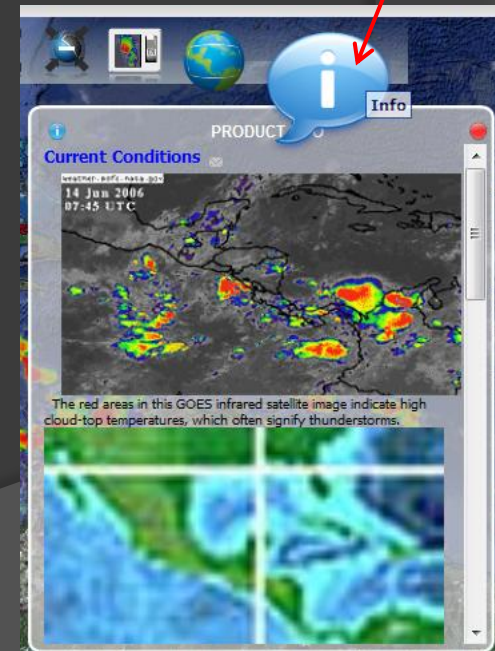 i
Info
i
PRODUCT
Current Conditions
weather.msfc.nasa.gov
14 Jun 2006
07:45 UTC
The red areas in this GOES infrared satellite image indicate high
cloud-top temperatures, which often signify thunderstorms.